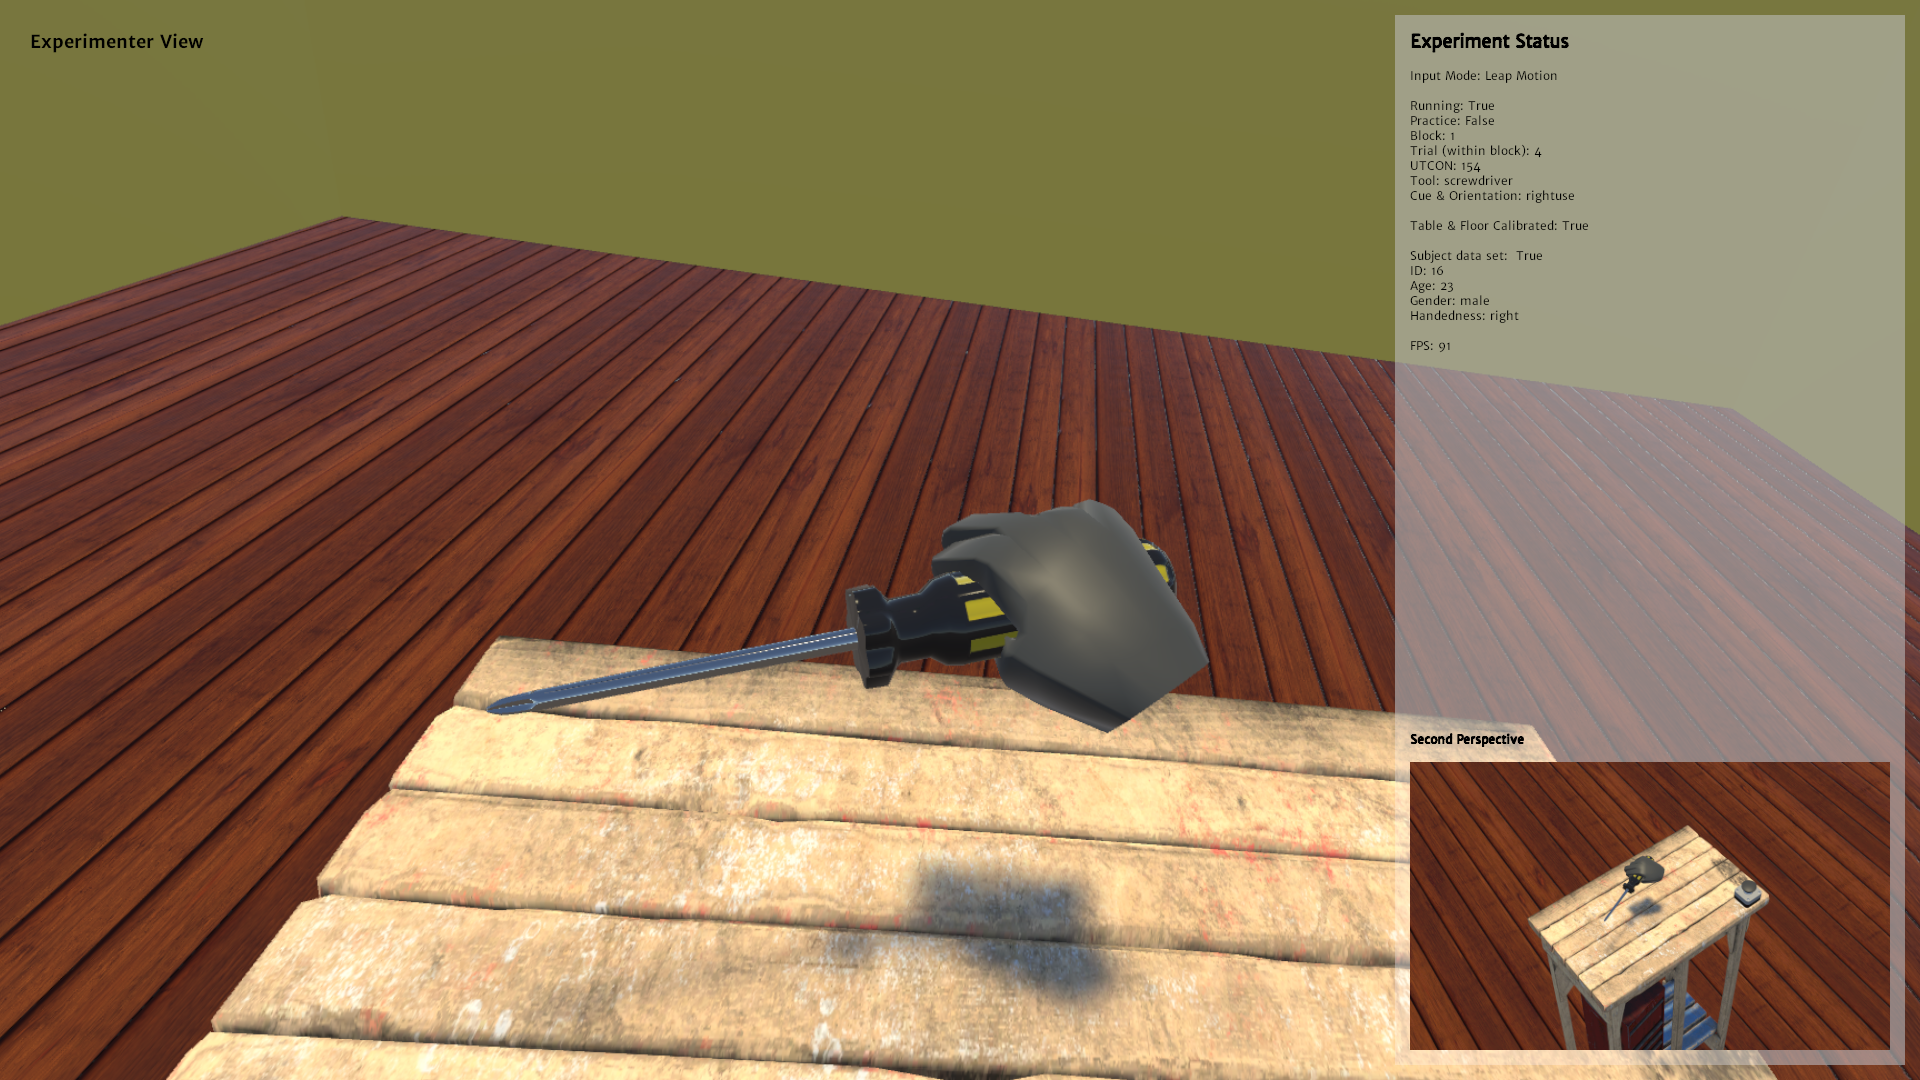 Experimenter View
Experiment Status
Input Mode: Leap Motion
Running: True
Practice: False
Block: 1
Trial (within block): 4
UTCON: 154
Tool: screwdriver
Cue & Orientation: rightuse
Table & Floor Calibrated: True
Subject data set:  True
ID: 16
Age: 23
Gender: male
Handedness: right
FPS: 91
Second Perspective